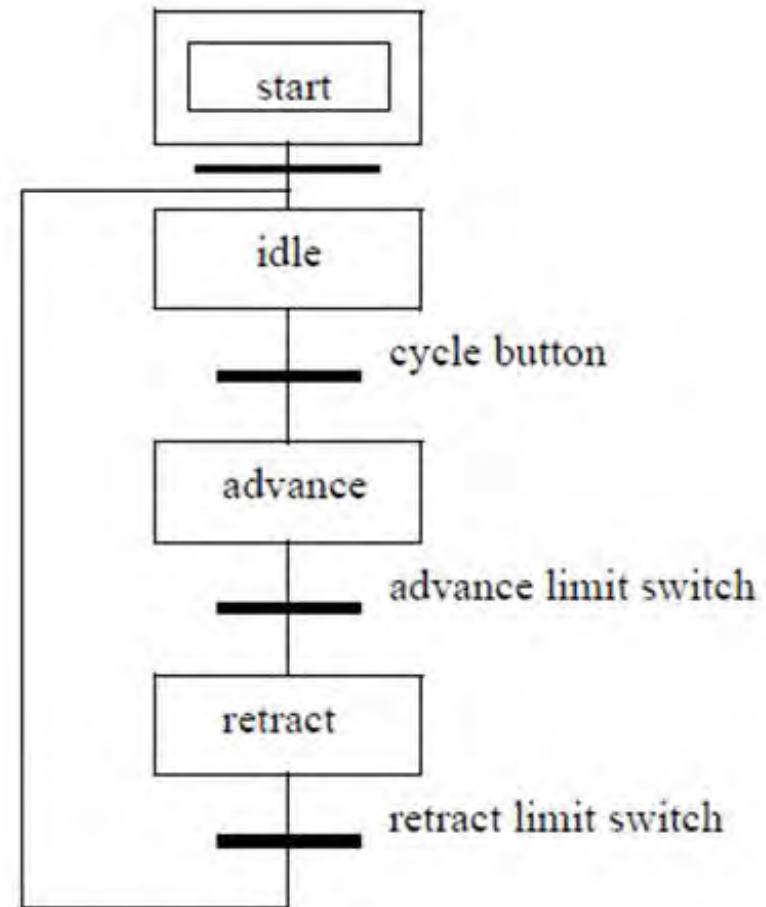 start
idle
cycle button
advance
advance limit switch
retract
retract limit switch